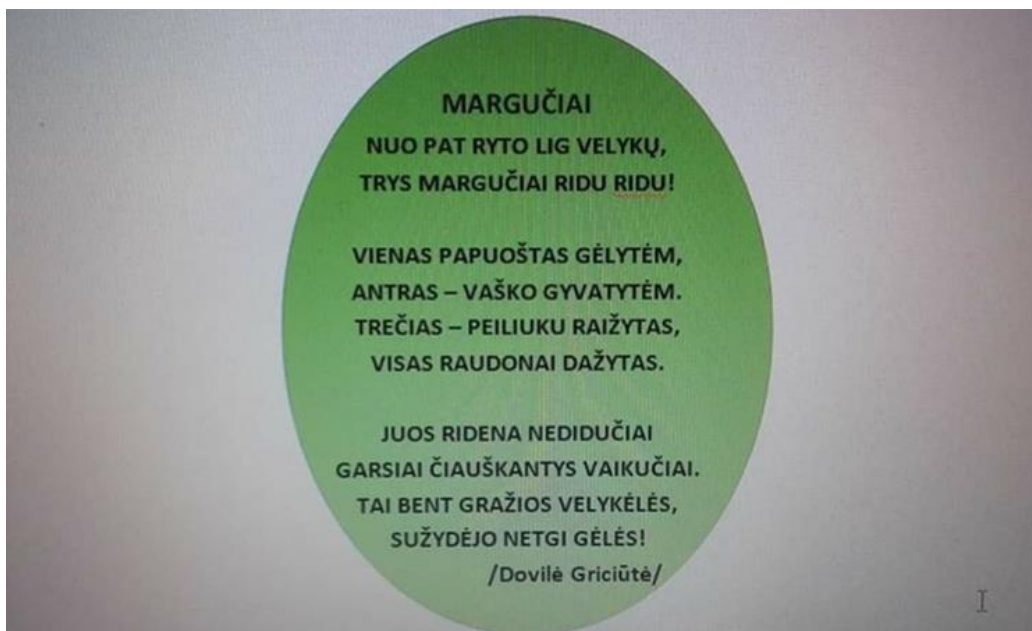 MARGUČIAI
NUO PAT RYTO LIG VELYKŲ,
TRYS MARGUČIAI RIDU RIDU!
VIENAS PAPUOŠTAS GĖLYTĖM,
ANTRAS – VAŠKO GYVATYTĖM.
TREČIAS – PEILIUKU RAIŽYTAS,
VISAS RAUDONAI DAŽYTAS.
JUOS RIDENA NEDIDUČIAI
GARSIAI ČIAUŠKANTYS VAIKUČIAI.
TAI BENT GRAŽIOS VELYKĖLĖS,
SUŽYDĖJO NETGI GĖLĖS!
/Dovilė Griciūtė/